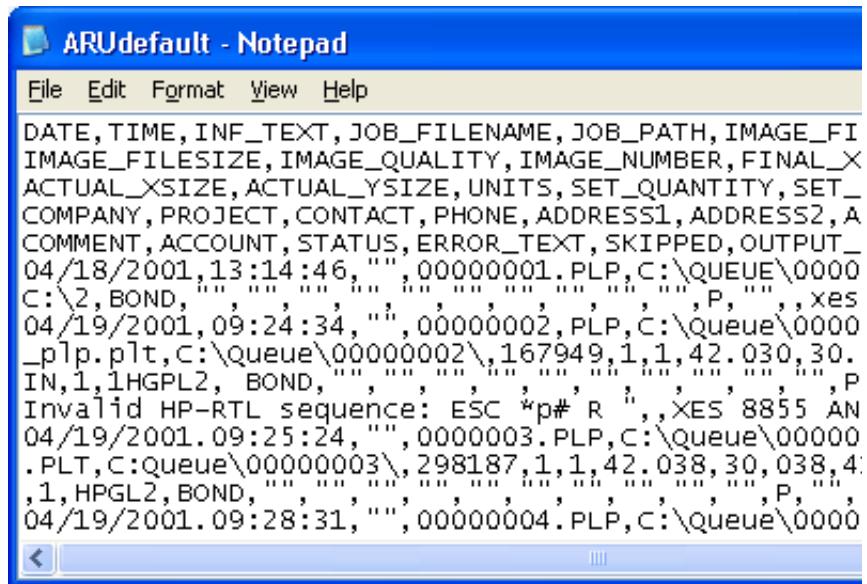 ARUdefault - Notepad
File Edit Format View Help
DATE,TIME,INF_TEXT,JOB_FILENAME,JOB_PATH,IMAGE_FI
IMAGE_FILESIZE,IMAGE_QUALITY,IMAGE_NUMBER,FINAL_X
ACTUAL_XSIZE,ACTUAL_YSIZE,UNITS,SET_QUANTITY,SET_
COMPANY,PROJECT,CONTACT,PHONE,ADDRESS1,ADDRESS2,A
COMMENT,ACCOUNT,STATUS,ERROR_TEXT,SKIPPED,OUTPUT_
04/18/2001,13:14:46,"",00000001.PLP,C:\QUEUE\0000
C:\2,BOND,"","","","","","","","","","",P,"",,xes
04/19/2001,09:24:34,"",00000002,PLP,C:\Queue\0000
_plp.plt,C:\Queue\00000002\,167949,1,1,42.030,30.
IN,1,1HGPL2, BOND,"","","","","","","","","","",P
Invalid HP-RTL sequence: ESC *p# R ",,XES 8855 AN
04/19/2001.09:25:24,"",0000003.PLP,C:\Queue\00000
.PLT,C:Queue\00000003\,298187,1,1,42.038,30,038,41
,1,HPGL2,BOND,"","","","","","","","","","",P,"",
04/19/2001.09:28:31,"",00000004.PLP,C:\Queue\0000